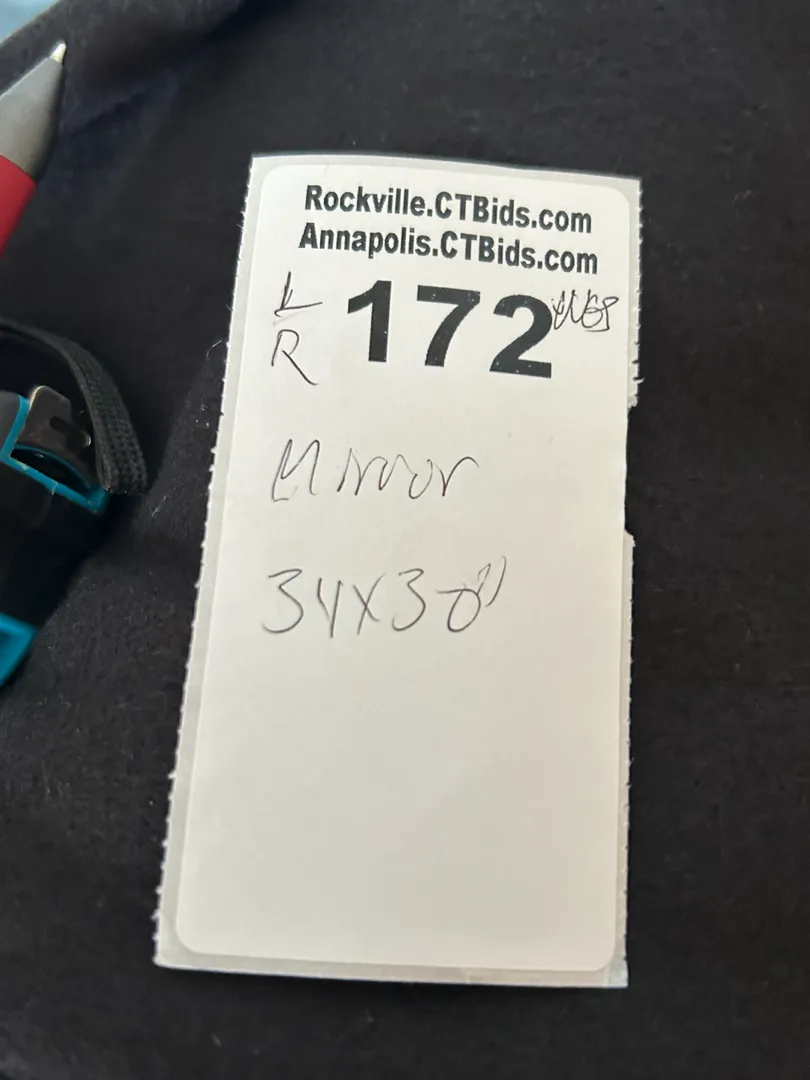 Rockville.CTBids.com
Annapolis.CTBids.com
L/R 172
Mirror
34x30"